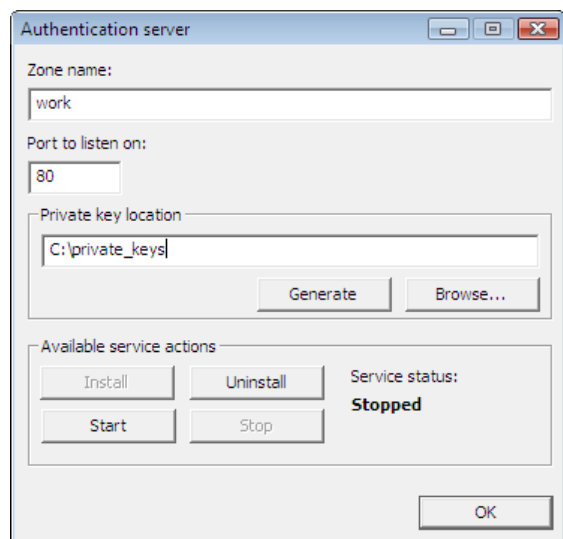 Authentication server
Zone name:
work
Port to listen on:
80
Private key location
C:\private_keys
Generate Browse...
Available service actions
Install Uninstall Service status:
Stopped
Start Stop
OK